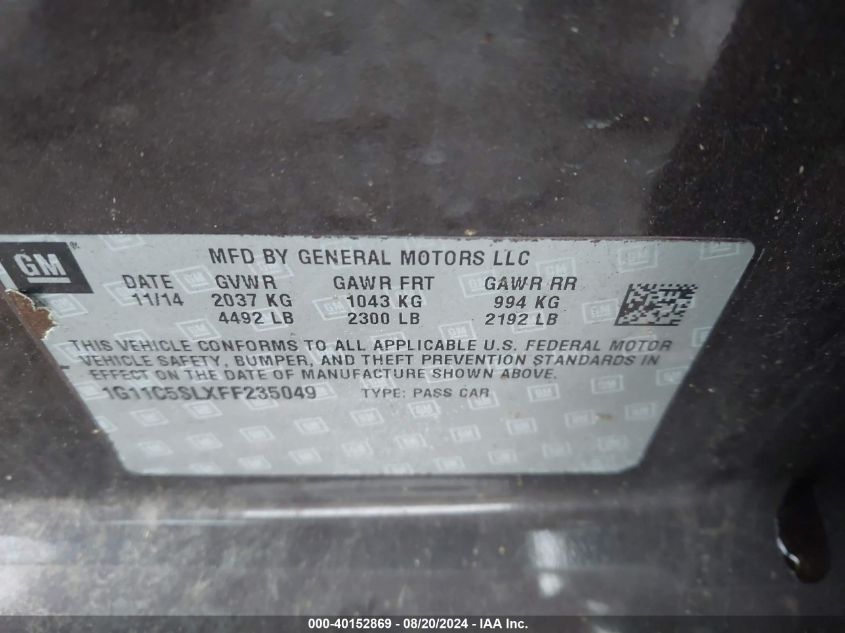 GM
MFD BY GENERAL MOTORS LLC
DATE GVWR GAWR FRT GAWR RR
11/14 2037 KG 1043 KG 994 KG
4492 LB 2300 LB 2192 LB
THIS VEHICLE CONFORMS TO ALL APPLICABLE U.S. FEDERAL MOTOR
VEHICLE SAFETY, BUMPER, AND THEFT PREVENTION STANDARDS IN
EFFECT ON THE DATE OF MANUFACTURE SHOWN ABOVE.
1G11C5SLXFF235049 TYPE: PASS CAR
000-40152869 - 08/20/2024 - IAA Inc.